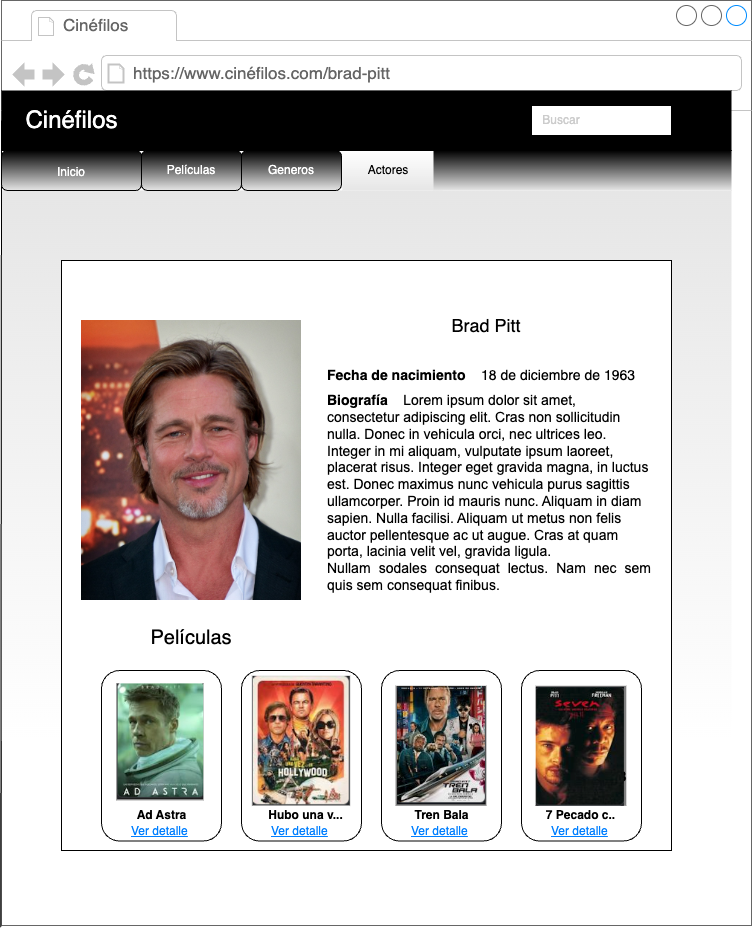 Cinéfilos
https://www.cinéfilos.com/brad-pitt
Cinéfilos
Buscar
Inicio
Películas
Generos
Actores
Brad Pitt
Fecha de nacimiento 18 de diciembre de 1963
Biografía Lorem ipsum dolor sit amet,
consectetur adipiscing elit. Cras non sollicitudin
nulla. Donec in vehicula orci, nec ultrices leo.
Integer in mi aliquam, vulputate ipsum laoreet,
placerat risus. Integer eget gravida magna, in luctus
est. Donec maximus nunc vehicula purus sagittis
ullamcorper. Proin id mauris nunc. Aliquam in diam
sapien. Nulla facilisi. Aliquam ut metus non felis
auctor pellentesque ac ut augue. Cras at quam
porta, lacinia velit vel, gravida ligula.
Nullam sodales consequat lectus. Nam nec sem
quis sem consequat finibus.
Películas
AD ASTRA
HOLLYWOOD
TREN
BALA
Ad Astra
Hubo una v...
Tren Bala
7 Pecado c..
Ver detalle
Ver detalle
Ver detalle
Ver detalle